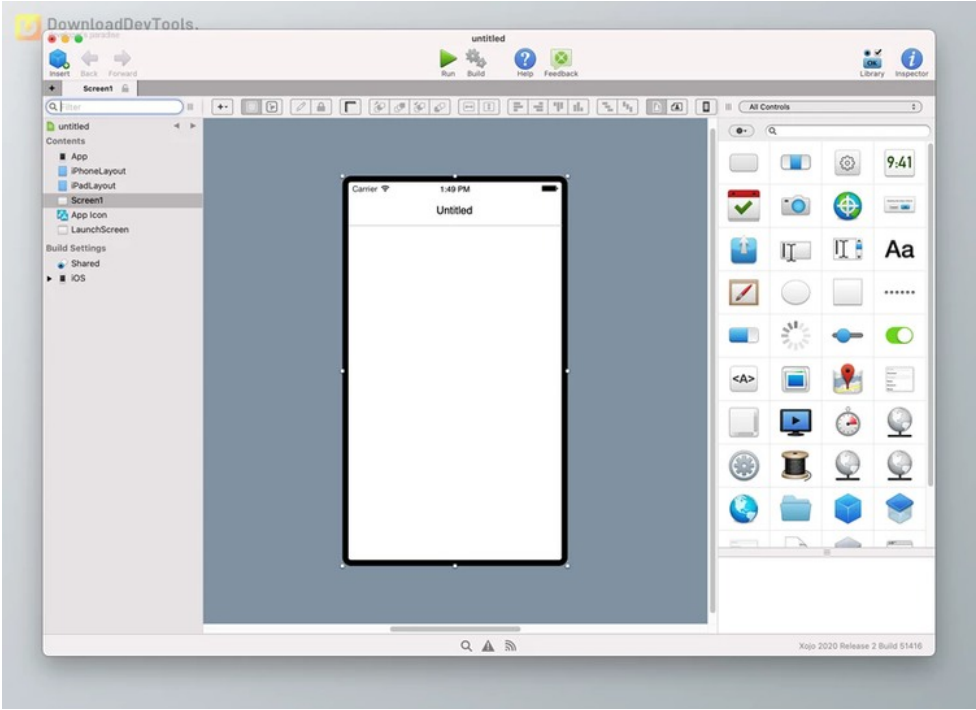 DownloadDevTools.
untitled
Insert Back Forward Run Build Help Feedback Library Inspector
Screen1
Filter
All Controls
untitled
Contents
App
iPhoneLayout
iPadLayout
Screen1
App Icon
LaunchScreen
Build Settings
Shared
iOS
Carrier 1:49 PM
Untitled
9:41
OK
Aa
<A>
Xojo 2020 Release 2 Build 51416